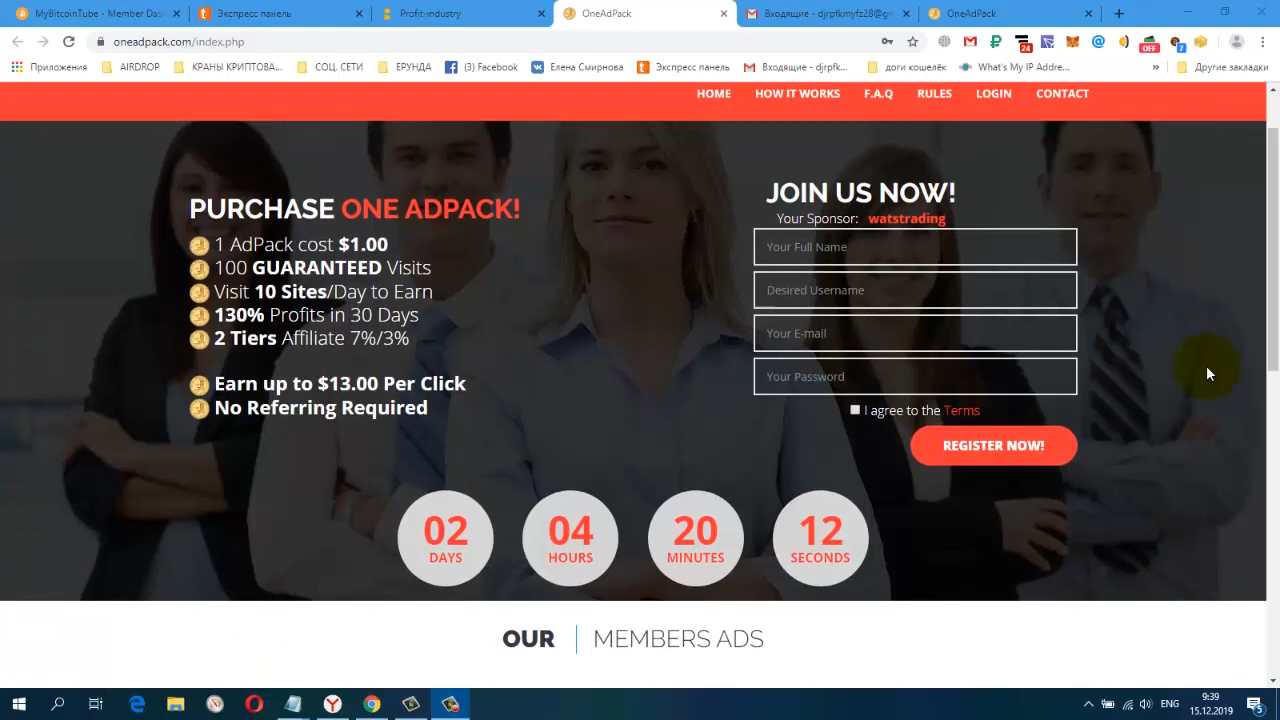 MyBitcoinTube - Member Das
Экспресс панель
Profit-industry
OneAdPack
Входящие - djrpfkmyfz28@gm
OneAdPack
oneadpack.com/index.php
24
OFF
7
Приложения
AIRDROP
КРАНЫ КРИПТОВА...
СОЦ. СЕТИ
ЕРУНДА
(3) Facebook
Елена Смирнова
Экспресс панель
Входящие - djrpfk...
доги кошелёк
What's My IP Addre...
»
Другие закладки
HOME
HOW IT WORKS
F.A.Q
RULES
LOGIN
CONTACT
PURCHASE ONE ADPACK!
1 AdPack cost $1.00
100 GUARANTEED Visits
Visit 10 Sites/Day to Earn
130% Profits in 30 Days
2 Tiers Affiliate 7%/3%
Earn up to $13.00 Per Click
No Referring Required
JOIN US NOW!
Your Sponsor: watstrading
Your Full Name
Desired Username
Your E-mail
Your Password
I agree to the Terms
REGISTER NOW!
02
DAYS
04
HOURS
20
MINUTES
12
SECONDS
OUR
MEMBERS ADS
ENG
9:39
15.12.2019
5